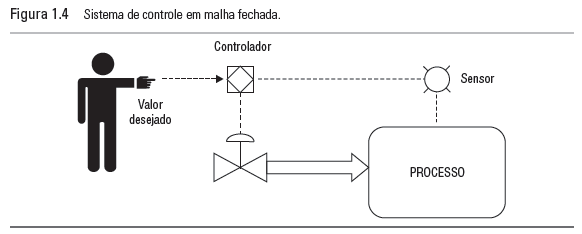 Figura 1.4 Sistema de controle em malha fechada.
Controlador
Sensor
Valor
desejado
PROCESSO